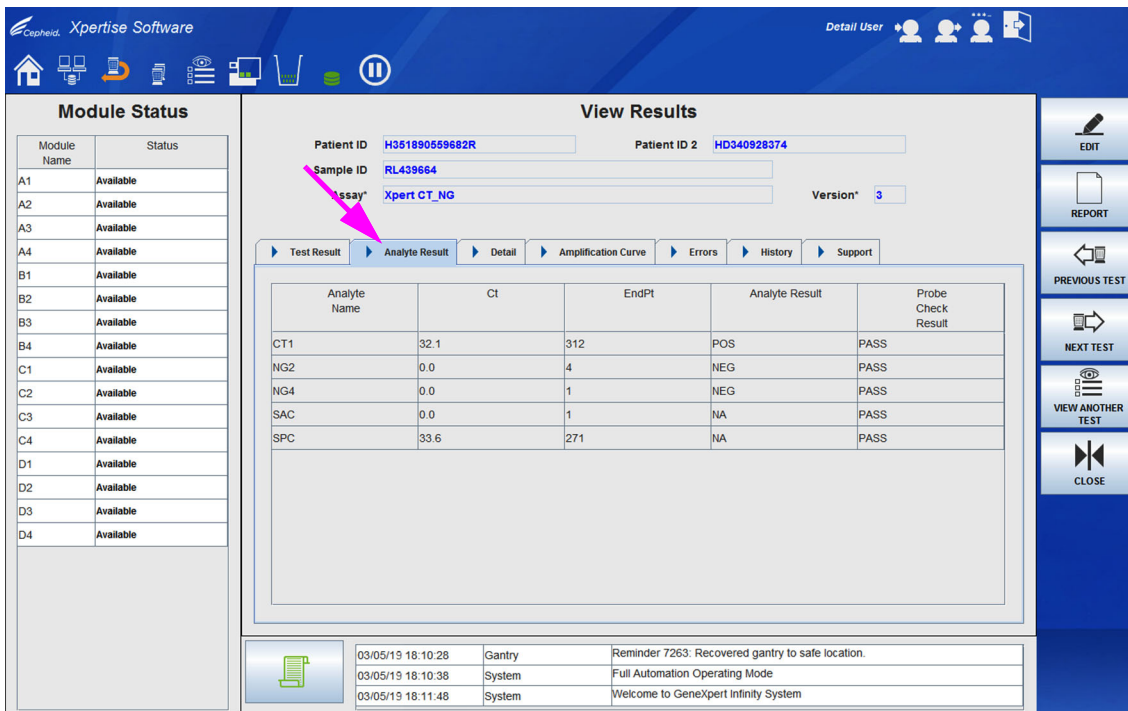 Cepheid. Xpertise Software
Detail User
Module Status
Module Name Status
A1 Available
A2 Available
A3 Available
A4 Available
B1 Available
B2 Available
B3 Available
B4 Available
C1 Available
C2 Available
C3 Available
C4 Available
D1 Available
D2 Available
D3 Available
D4 Available
View Results
Patient ID H351890559682R Patient ID 2 HD340928374
Sample ID RL439664
Assay* Xpert CT_NG Version* 3
Test Result Analyte Result Detail Amplification Curve Errors History Support
Analyte Name Ct EndPt Analyte Result Probe Check Result
CT1 32.1 312 POS PASS
NG2 0.0 4 NEG PASS
NG4 0.0 1 NEG PASS
SAC 0.0 1 NA PASS
SPC 33.6 271 NA PASS
03/05/19 18:10:28 Gantry Reminder 7263: Recovered gantry to safe location.
03/05/19 18:10:38 System Full Automation Operating Mode
03/05/19 18:11:48 System Welcome to GeneXpert Infinity System
EDIT
REPORT
PREVIOUS TEST
NEXT TEST
VIEW ANOTHER
TEST
CLOSE